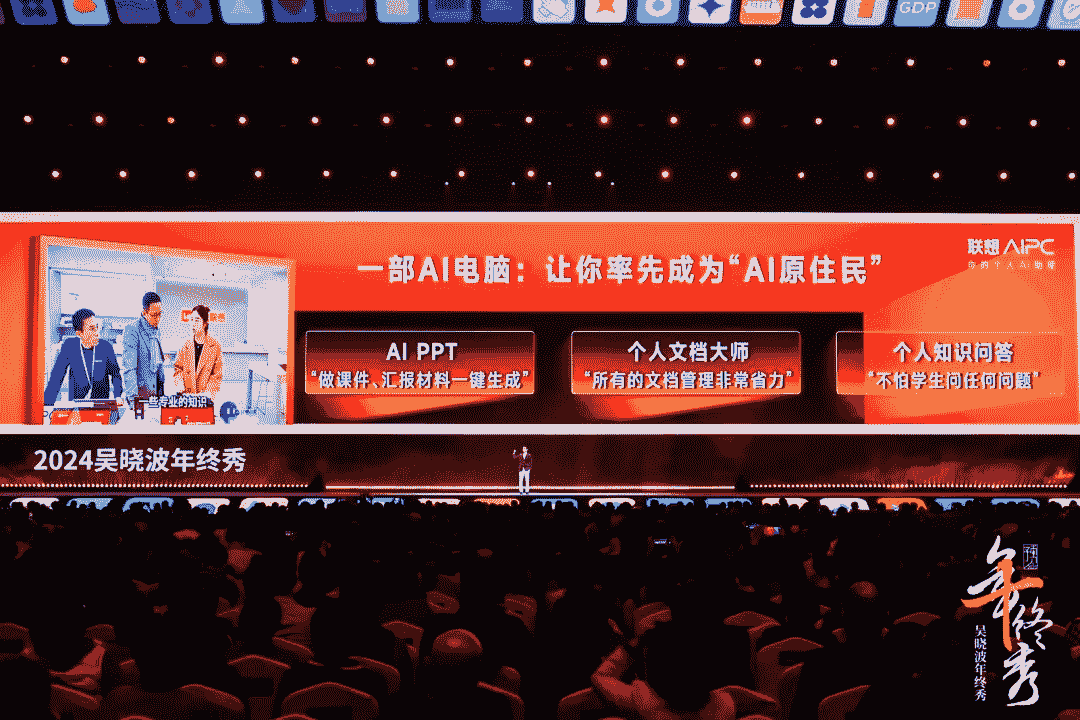 GDP
联想 AIPC
你的个人AI助理
一部AI电脑：让你率先成为“AI原住民”
AI PPT
“做课件、汇报材料一键生成”
个人文档大师
“所有的文档管理非常省力”
个人知识问答
“不怕学生问任何问题”
一些专业的知识
2024吴晓波年终秀
年终秀
吴晓波年终秀